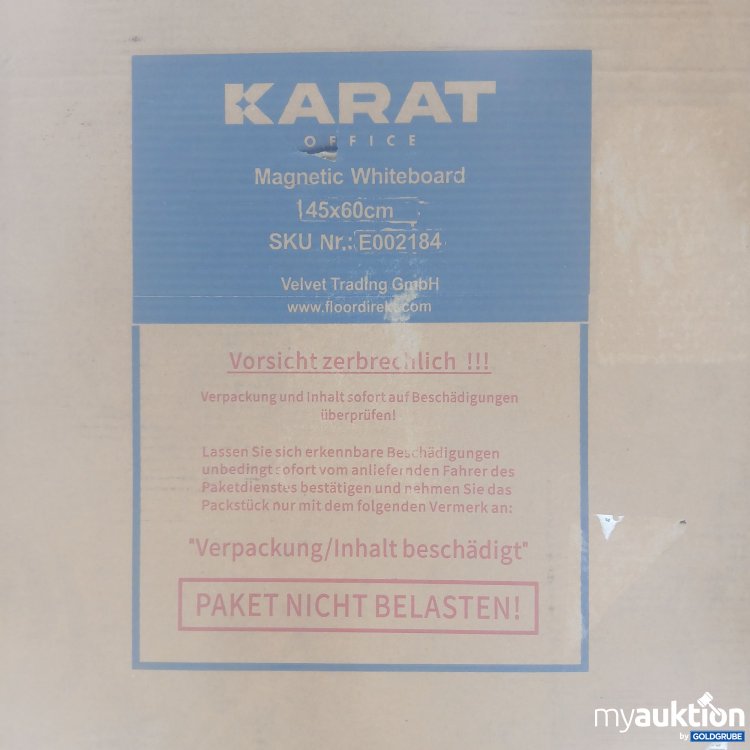 KARAT
OFFICE
Magnetic Whiteboard
145x60cm
SKU Nr.: E002184
Velvet Trading GmbH
www.floordirekt.com
Vorsicht zerbrechlich !!!
Verpackung und Inhalt sofort auf Beschädigungen
überprüfen!
Lassen Sie sich erkennbare Beschädigungen
unbedingt sofort vom anliefernden Fahrer des
Paketdienstes bestätigen und nehmen Sie das
Packstück nur mit dem folgenden Vermerk an:
"Verpackung/Inhalt beschädigt"
PAKET NICHT BELASTEN!
myauktion
by GOLDGRUBE